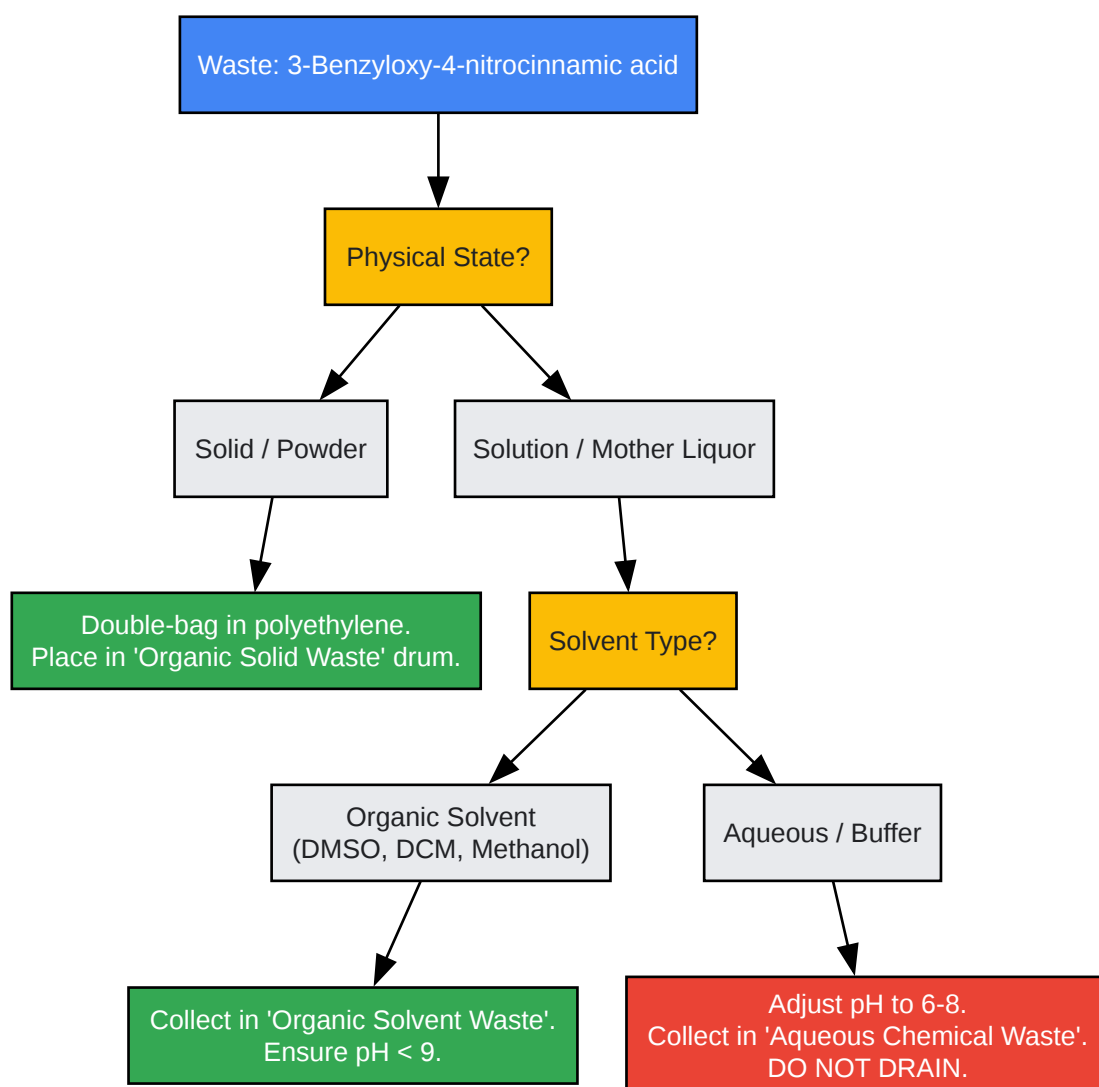 Waste: 3-Benzyloxy-4-nitrocinnamic acid
Physical State?
Solid / Powder
Solution / Mother Liquor
Double-bag in polyethylene.
Place in 'Organic Solid Waste' drum.
Solvent Type?
Organic Solvent
(DMSO, DCM, Methanol)
Aqueous / Buffer
Collect in 'Organic Solvent Waste'.
Ensure pH < 9.
Adjust pH to 6-8.
Collect in 'Aqueous Chemical Waste'.
DO NOT DRAIN.